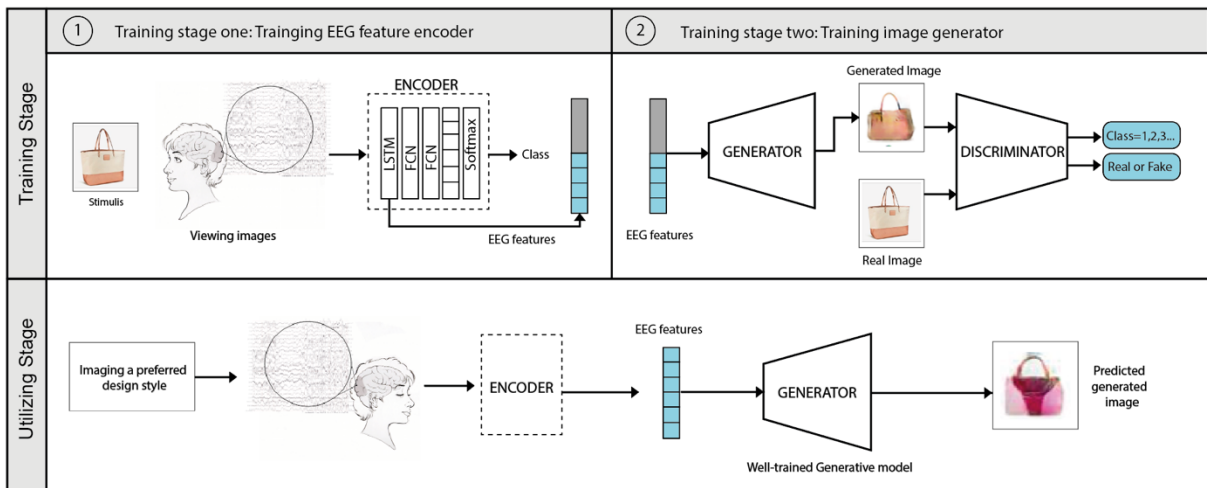 Training Stage
1
Training stage one: Trainging EEG feature encoder
Stimulis
Viewing images
ENCODER
LSTM
FCN
FCN
Softmax
Class
EEG features
2
Training stage two: Training image generator
EEG features
GENERATOR
Generated Image
Real Image
DISCRIMINATOR
Class=1,2,3...
Real or Fake
Utilizing Stage
Imaging a preferred
design style
ENCODER
EEG features
GENERATOR
Well-trained Generative model
Predicted
generated
image